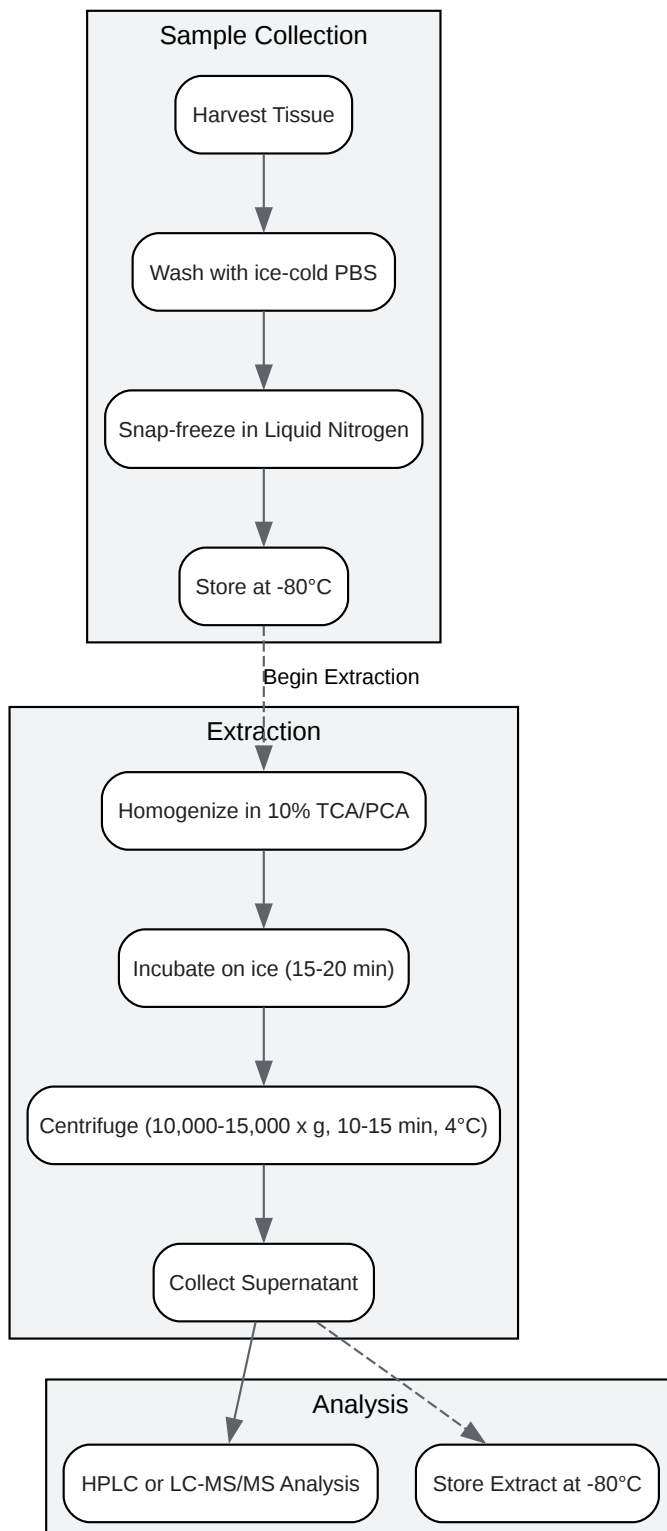 Sample Collection
Harvest Tissue
Wash with ice-cold PBS
Snap-freeze in Liquid Nitrogen
Store at -80°C
Begin Extraction
Extraction
Homogenize in 10% TCA/PCA
Incubate on ice (15-20 min)
Centrifuge (10,000-15,000 x g, 10-15 min, 4°C)
Collect Supernatant
Analysis
HPLC or LC-MS/MS Analysis
Store Extract at -80°C